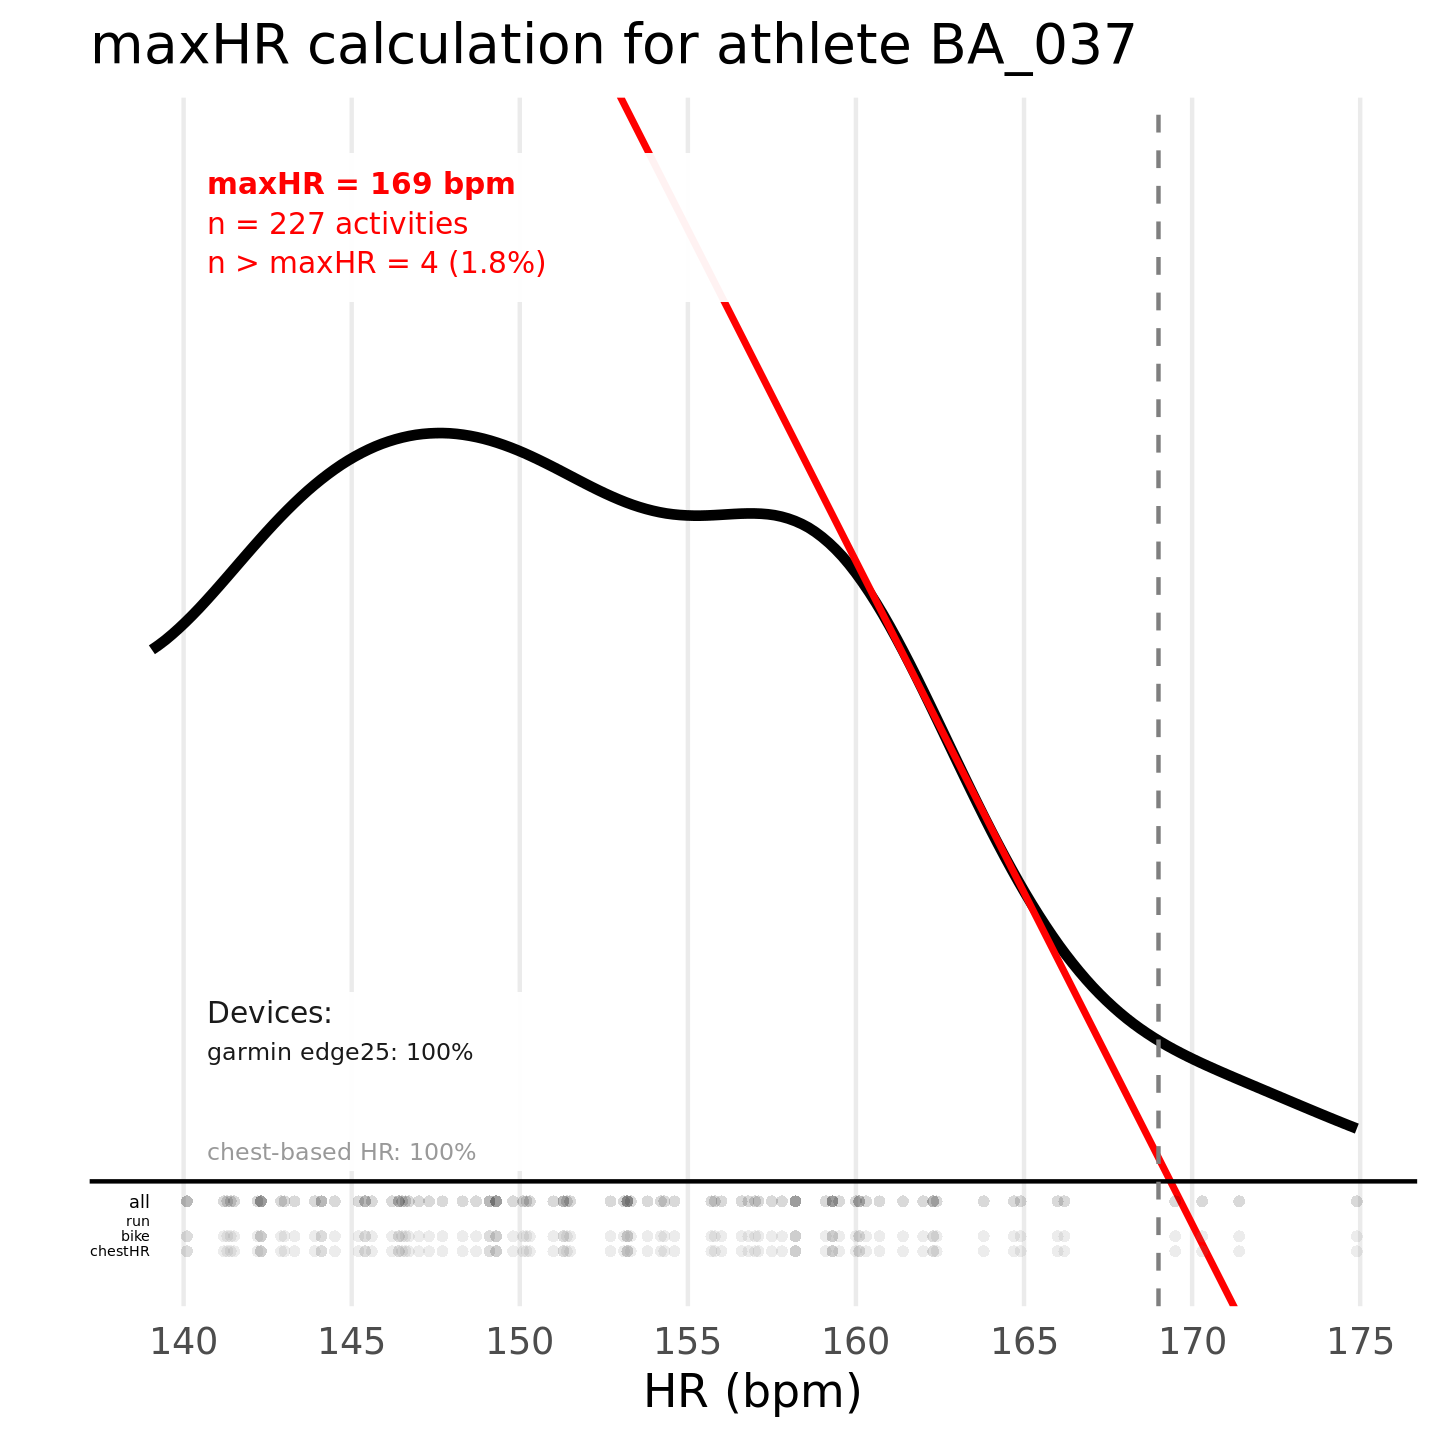 maxHR calculation for athlete BA_037
maxHR = 169 bpm
n = 227 activities
n > maxHR = 4 (1.8%)
Devices:
garmin edge25: 100%
chest-based HR: 100%
all
run
bike
chestHR
140 145 150 155 160 165 170 175
HR (bpm)